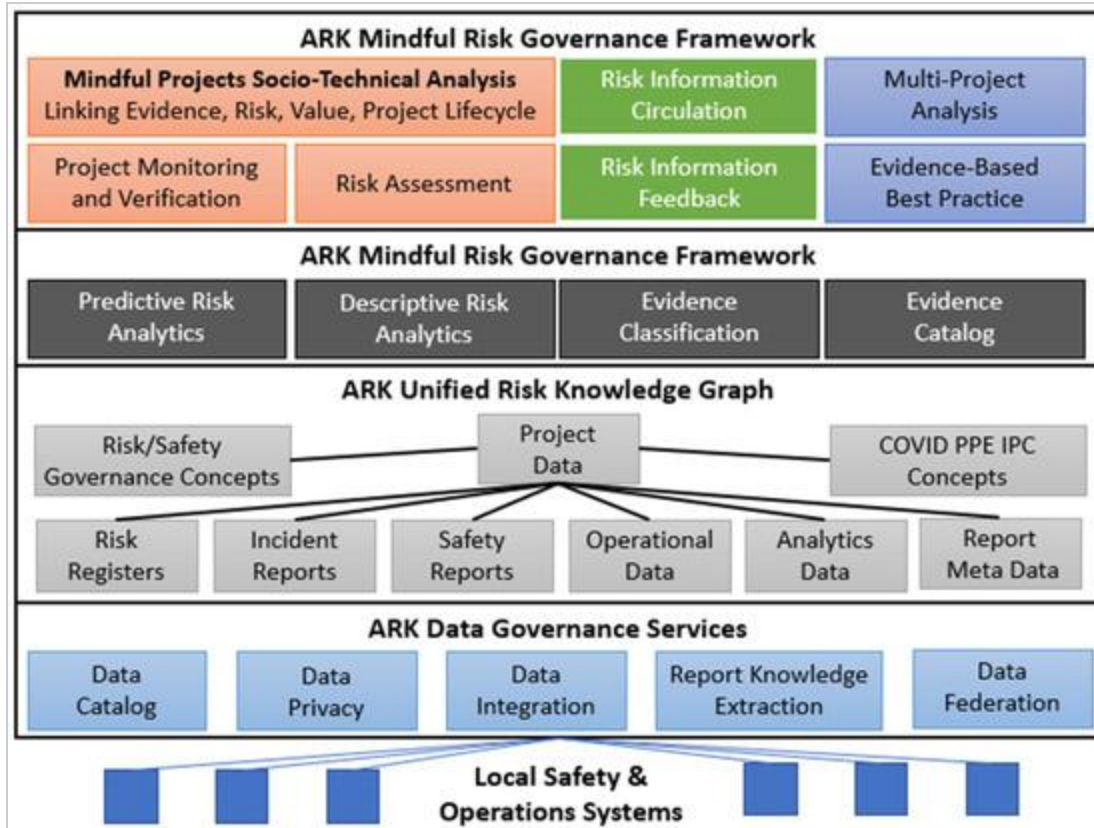 ARK Mindful Risk Governance Framework
Mindful Projects Socio-Technical Analysis
Linking Evidence, Risk, Value, Project Lifecycle
Risk Information
Circulation
Multi-Project
Analysis
Project Monitoring
and Verification
Risk Assessment
Risk Information
Feedback
Evidence-Based
Best Practice
ARK Mindful Risk Governance Framework
Predictive Risk
Analytics
Descriptive Risk
Analytics
Evidence
Classification
Evidence
Catalog
ARK Unified Risk Knowledge Graph
Risk/Safety
Governance Concepts
Project
Data
COVID PPE IPC
Concepts
Risk
Registers
Incident
Reports
Safety
Reports
Operational
Data
Analytics
Data
Report
Meta Data
ARK Data Governance Services
Data
Catalog
Data
Privacy
Data
Integration
Report Knowledge
Extraction
Data
Federation
Local Safety &
Operations Systems